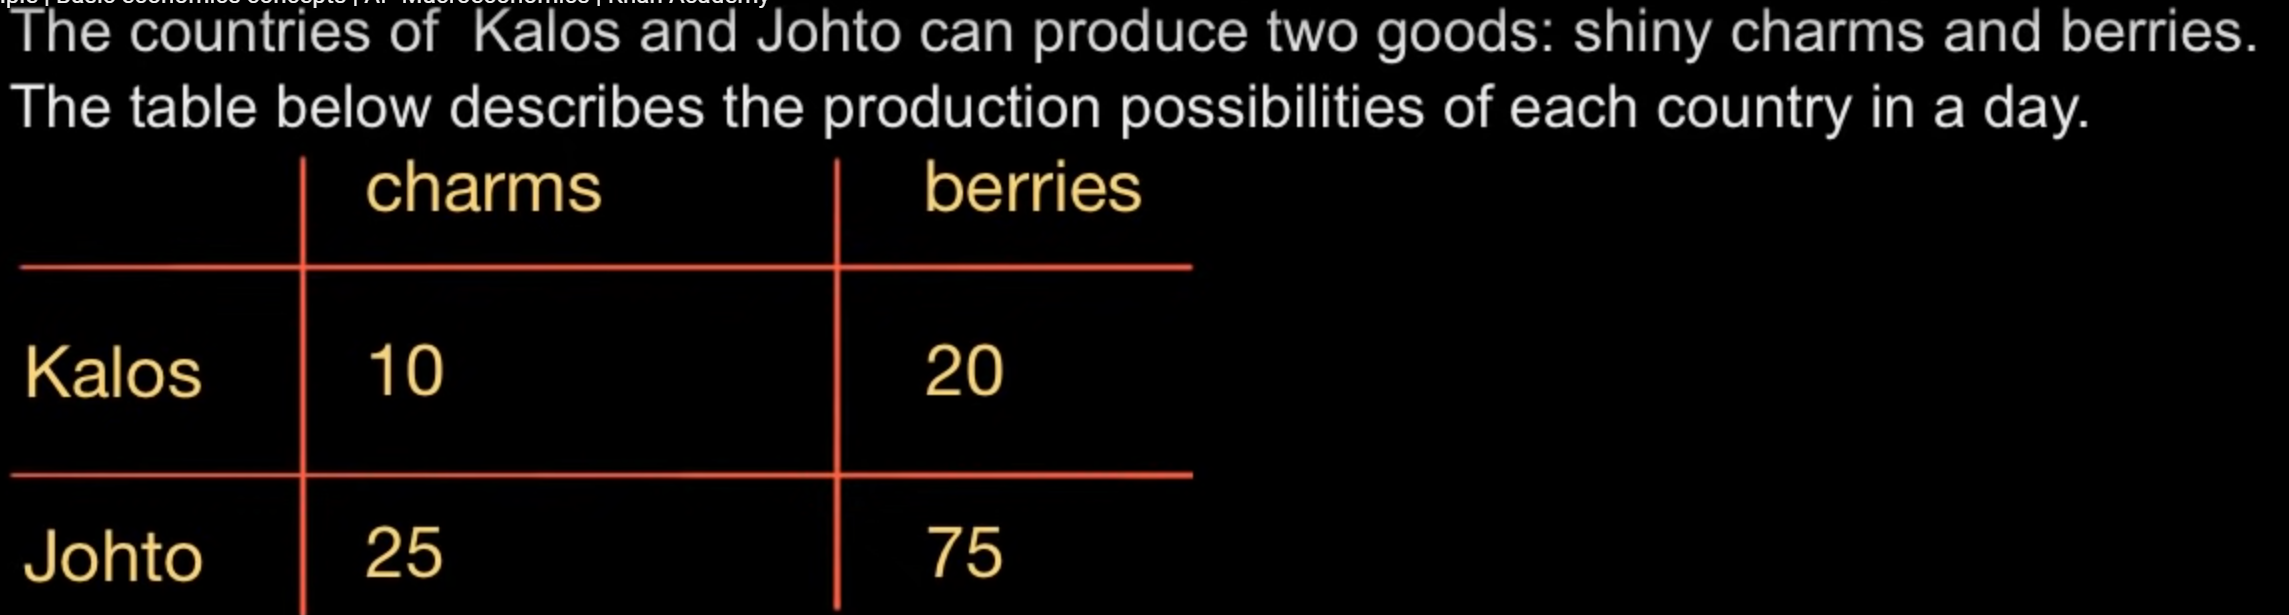 | Basic economics concepts | AP Macroeconomics | Khan Academy
The countries of Kalos and Johto can produce two goods: shiny charms and berries.
The table below describes the production possibilities of each country in a day.
charms berries
Kalos 10 20
Johto 25 75